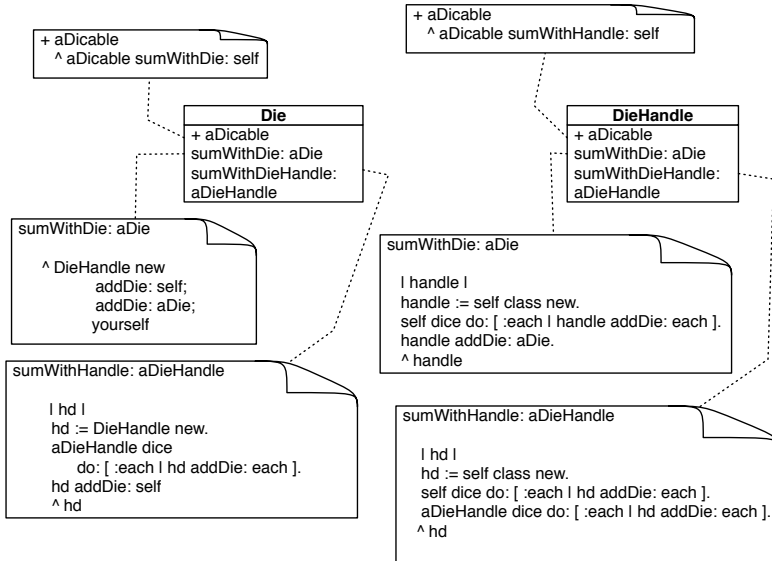 + aDicable
^ aDicable sumWithDie: self
+ aDicable
^ aDicable sumWithHandle: self
Die
+ aDicable
sumWithDie: aDie
sumWithDieHandle:
aDieHandle
DieHandle
+ aDicable
sumWithDie: aDie
sumWithDieHandle:
aDieHandle
sumWithDie: aDie
^ DieHandle new
addDie: self;
addDie: aDie;
yourself
sumWithDie: aDie
| handle |
handle := self class new.
self dice do: [ :each | handle addDie: each ].
handle addDie: aDie.
^ handle
sumWithHandle: aDieHandle
| hd |
hd := DieHandle new.
aDieHandle dice
do: [ :each | hd addDie: each ].
hd addDie: self
^ hd
sumWithHandle: aDieHandle
| hd |
hd := self class new.
self dice do: [ :each | hd addDie: each ].
aDieHandle dice do: [ :each | hd addDie: each ].
^ hd